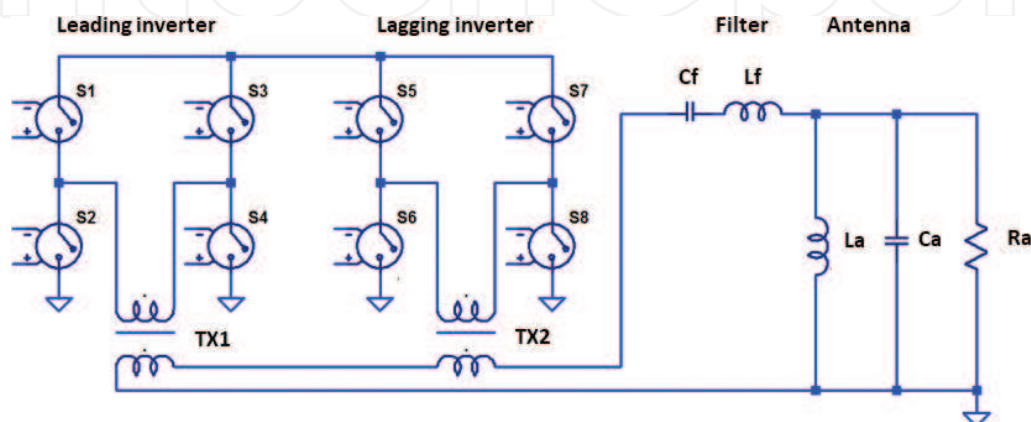 Leading inverter Lagging inverter Filter Antenna
Cf Lf
S1 S3 S5 S7
- - - -
+ + + +
S2 S4 S6 S8
- - - -
+ + + +
La Ca Ra
TX1 TX2